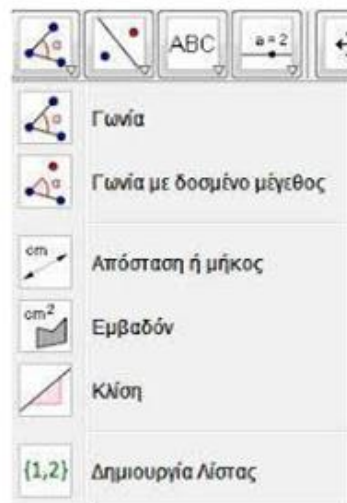 α ABC a = 2
α Γωνία
α Γωνία με δοσμένο μέγεθος
cm Απόσταση ή μήκος
cm² Εμβαδόν
Κλίση
{1,2} Δημιουργία Λίστας